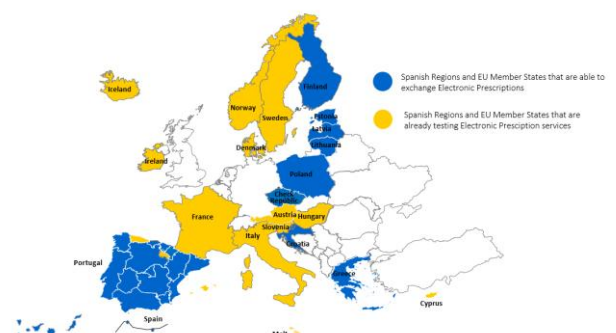 Iceland
Finland
Norway
Sweden
Estonia
Latvia
Lithuania
Denmark
Ireland
Poland
Czech
Republic
France
Austria
Hungary
Slovenia
Italy
Croatia
Portugal
Greece
Spain
Cyprus
Spanish Regions and EU Member States that are able to
exchange Electronic Prescriptions
Spanish Regions and EU Member States that are
already testing Electronic Presciption services